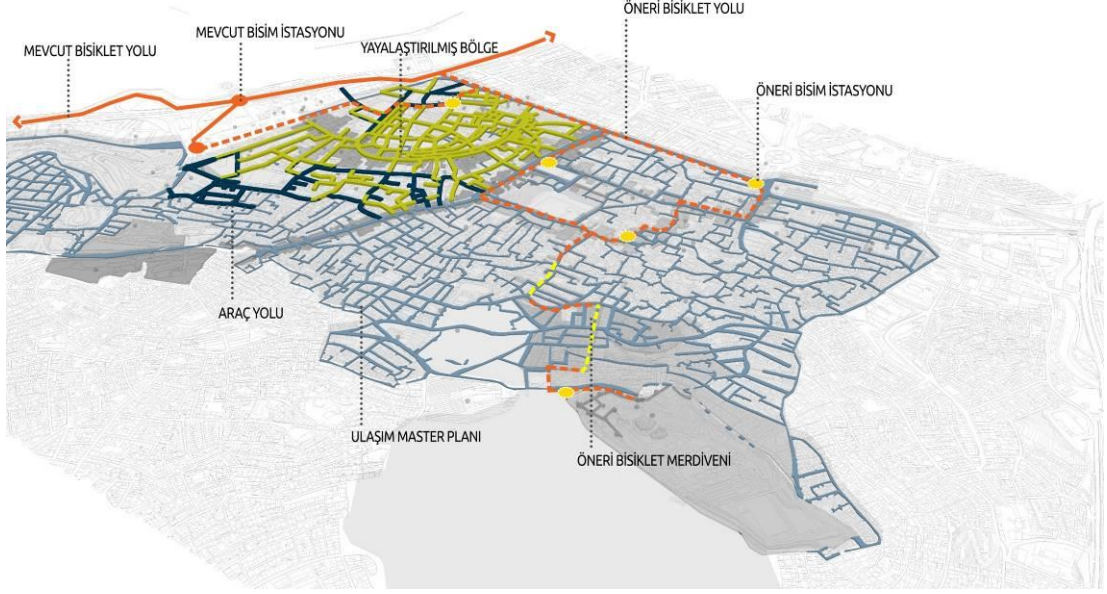 ÖNERİ BİSİKLET YOLU
MEVCUT BİSİM İSTASYONU
MEVCUT BİSİKLET YOLU
YAYALAŞTIRILMIŞ BÖLGE
ÖNERİ BİSİM İSTASYONU
ARAÇ YOLU
ULAŞIM MASTER PLANI
ÖNERİ BİSİKLET MERDİVENİ